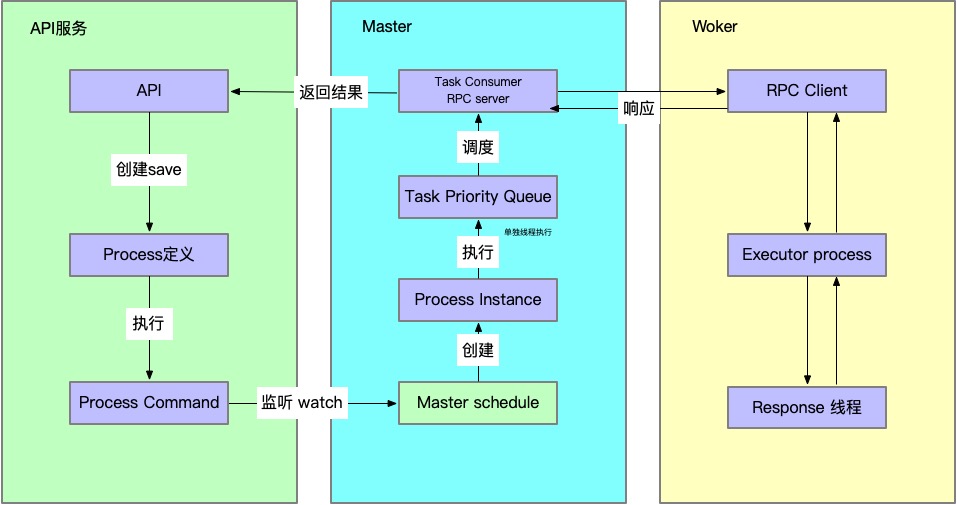 API服务
API
创建save
Process定义
执行
Process Command
监听 watch
返回结果
Master
Task Consumer
RPC server
调度
Task Priority Queue
单独线程执行
执行
Process Instance
创建
Master schedule
响应
Woker
RPC Client
Executor process
Response 线程